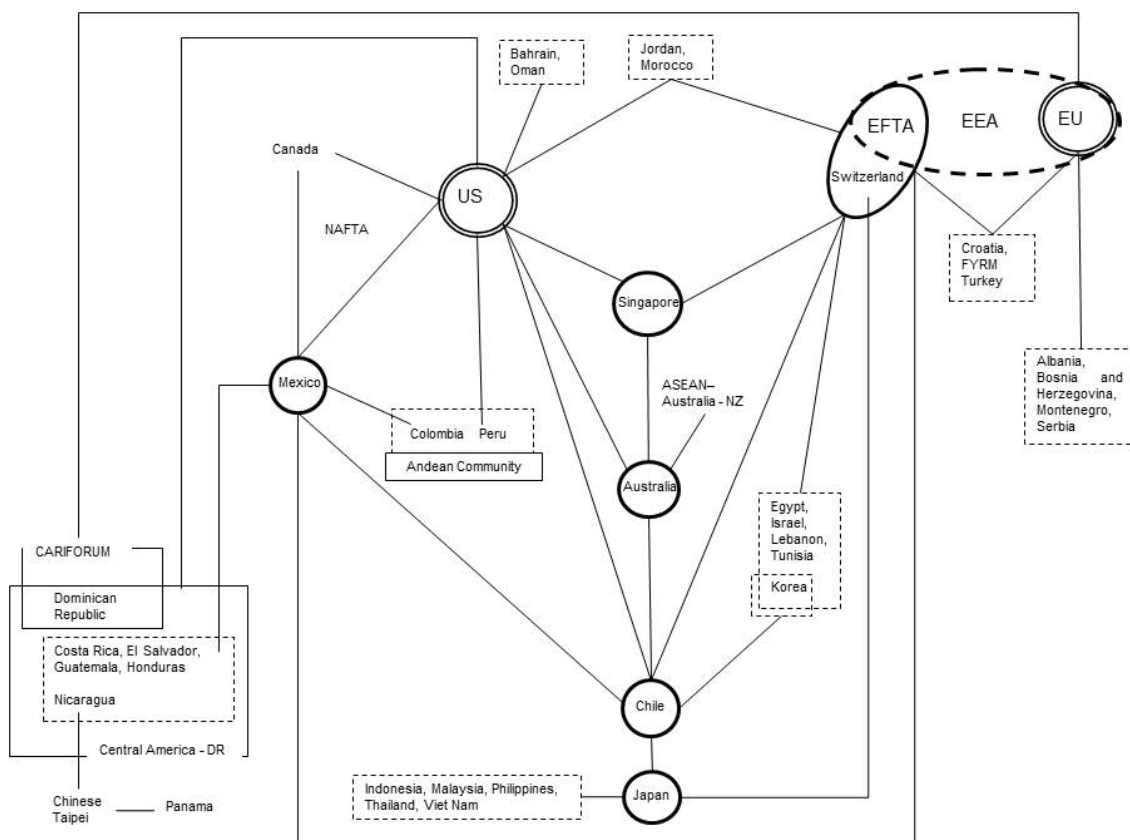 Bahrain,
Oman
Jordan,
Morocco
EFTA
EEA
EU
Canada
US
Switzerland
NAFTA
Croatia,
FYRM
Turkey
Singapore
Mexico
ASEAN–
Australia - NZ
Albania,
Bosnia and
Herzegovina,
Montenegro,
Serbia
Colombia Peru
Andean Community
Australia
Egypt,
Israel,
Lebanon,
Tunisia
Korea
CARIFORUM
Dominican
Republic
Costa Rica, El Salvador,
Guatemala, Honduras
Nicaragua
Central America - DR
Chile
Chinese
Taipei
Panama
Indonesia, Malaysia, Philippines,
Thailand, Viet Nam
Japan